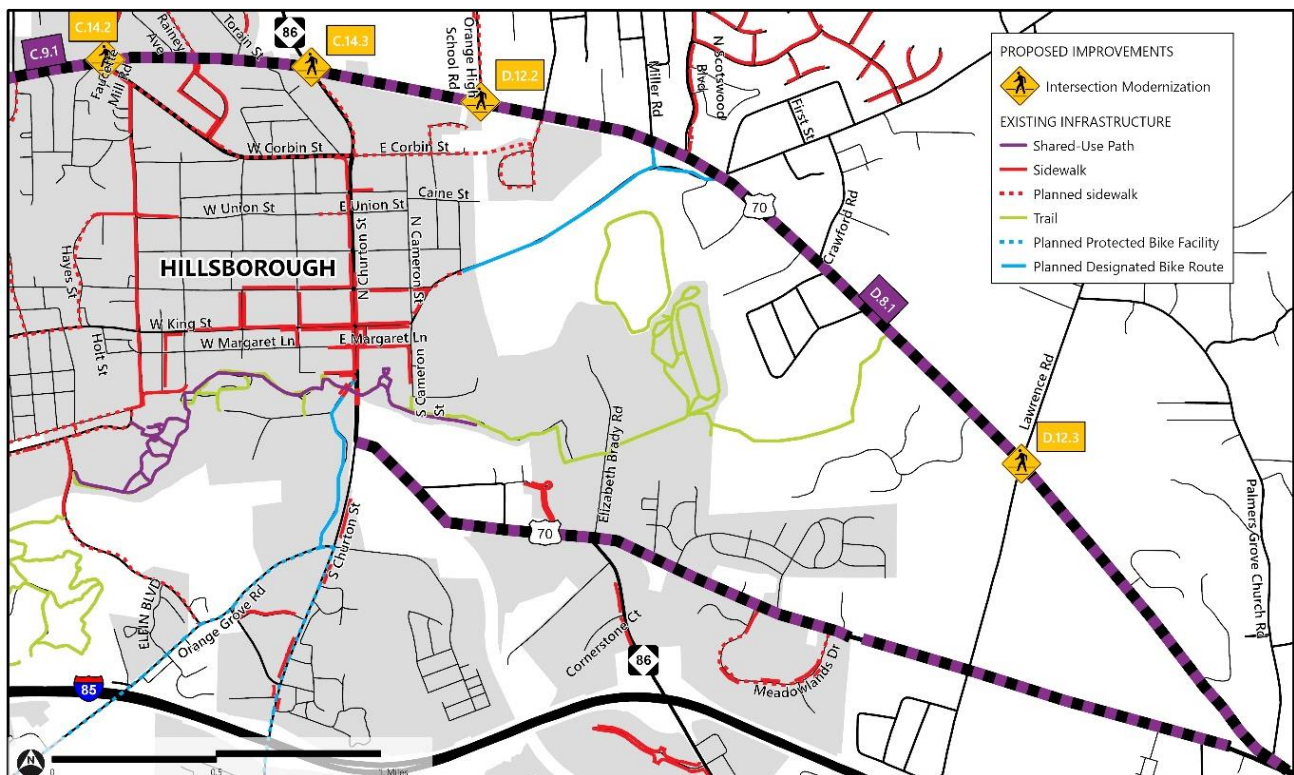 C.9.1
C.14.2
Faucette
Mill Rd
Rainey
Ave
Torain St
86
C.14.3
Orange High
School Rd
D.12.2
Miller Rd
N Scotswood
Blvd
First St
PROPOSED IMPROVEMENTS
Intersection Modernization
EXISTING INFRASTRUCTURE
Shared-Use Path
Sidewalk
Planned sidewalk
Trail
Planned Protected Bike Facility
Planned Designated Bike Route
W Corbin St
E Corbin St
Caine St
W Union St
E Union St
N Churton St
N Cameron St
70
Crawford Rd
Hayes St
HILLSBOROUGH
D.8.1
W King St
Holt St
W Margaret Ln
E Margaret Ln
S Cameron
St
Elizabeth Brady Rd
Lawrence Rd
D.12.3
Palmers Grove Church Rd
70
S Churton St
ELFIN BLVD
Orange Grove Rd
Cornerstone Ct
86
Meadowlands Dr
85
N
0
0.5
1 Miles